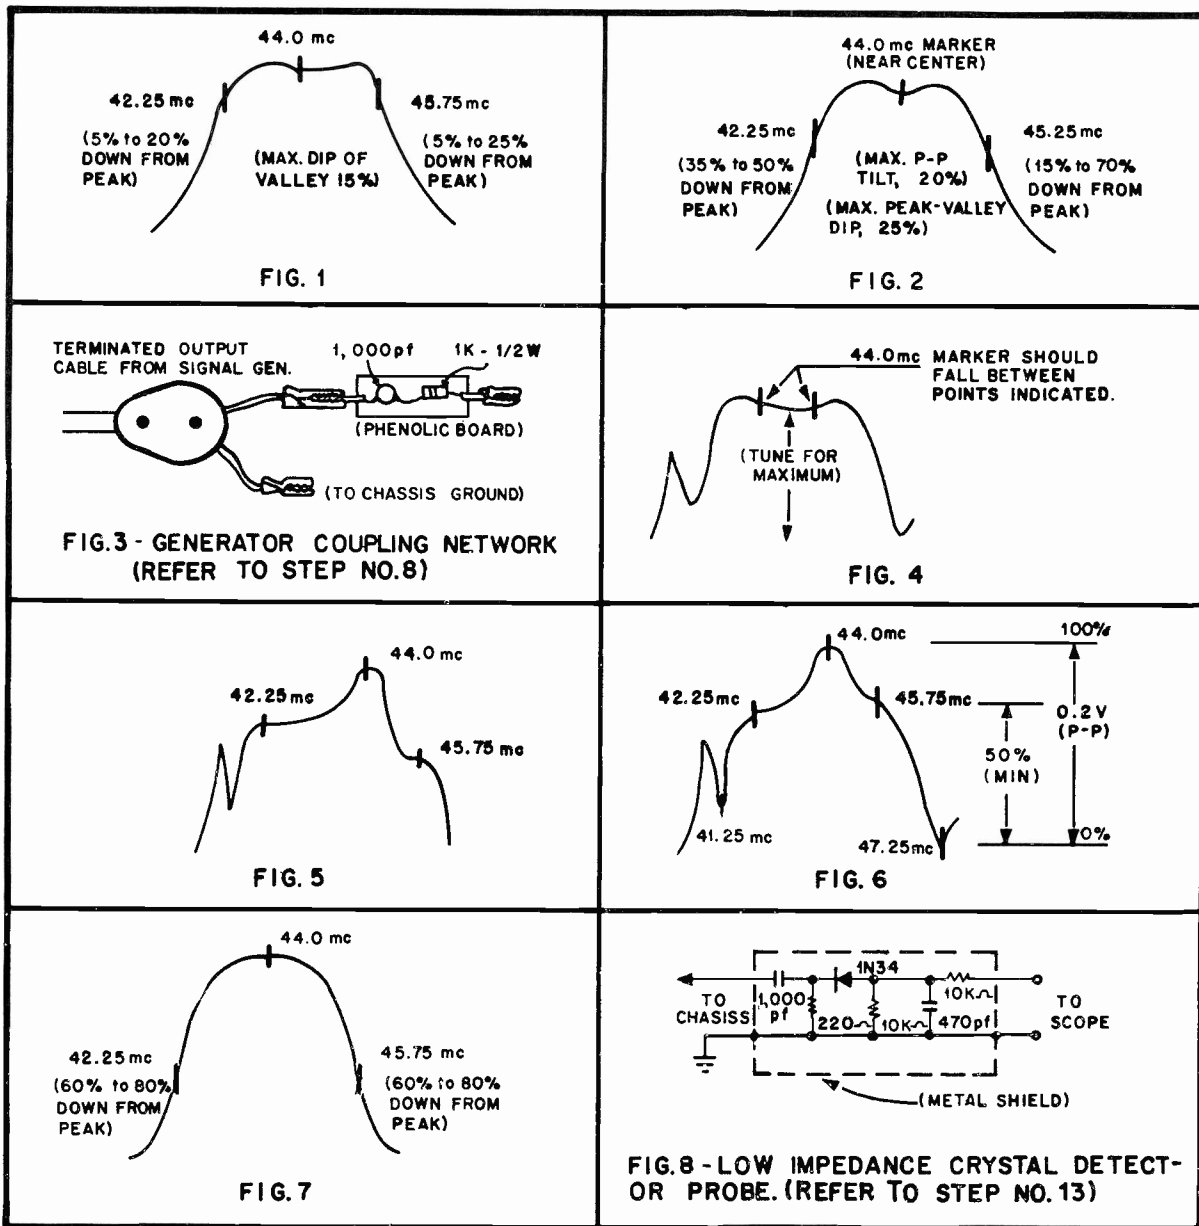 44.0 mc
42.25 mc
45.75 mc
(5% to 20%
DOWN FROM
PEAK)
(MAX. DIP OF
VALLEY 15%)
(5% to 25%
DOWN FROM
PEAK)
FIG. 1
44.0 mc MARKER
(NEAR CENTER)
42.25 mc
45.25 mc
(35% to 50%
DOWN FROM
PEAK)
(MAX. P-P
TILT, 20%)
(MAX. PEAK-VALLEY
DIP, 25%)
(15% to 70%
DOWN FROM
PEAK)
FIG. 2
TERMINATED OUTPUT
CABLE FROM SIGNAL GEN.
1,000pf
1K - 1/2W
(PHENOLIC BOARD)
(TO CHASSIS GROUND)
FIG.3 - GENERATOR COUPLING NETWORK
(REFER TO STEP NO.8)
44.0mc MARKER SHOULD
FALL BETWEEN
POINTS INDICATED.
(TUNE FOR
MAXIMUM)
FIG. 4
44.0 mc
42.25 mc
45.75 mc
FIG. 5
44.0mc
100%
42.25mc
45.75mc
0.2V
(P-P)
50%
(MIN)
41.25 mc
47.25mc
0%
FIG. 6
44.0 mc
42.25 mc
45.75 mc
(60% to 80%
DOWN FROM
PEAK)
(60% to 80%
DOWN FROM
PEAK)
FIG. 7
1N34
TO
CHASISS
1,000
pf
220Ω
10KΩ
470pf
10KΩ
TO
SCOPE
(METAL SHIELD)
FIG.8 - LOW IMPEDANCE CRYSTAL DETECT-
OR PROBE. (REFER TO STEP NO. 13)